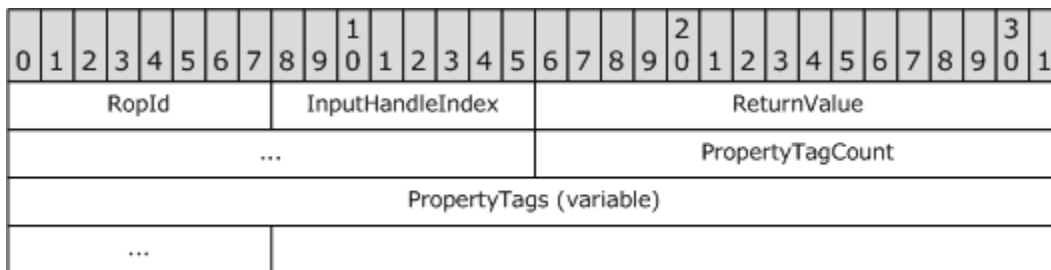 1 2 3
0 1 2 3 4 5 6 7 8 9 0 1 2 3 4 5 6 7 8 9 0 1 2 3 4 5 6 7 8 9 0 1
RopId InputHandleIndex ReturnValue
... PropertyTagCount
PropertyTags (variable)
...